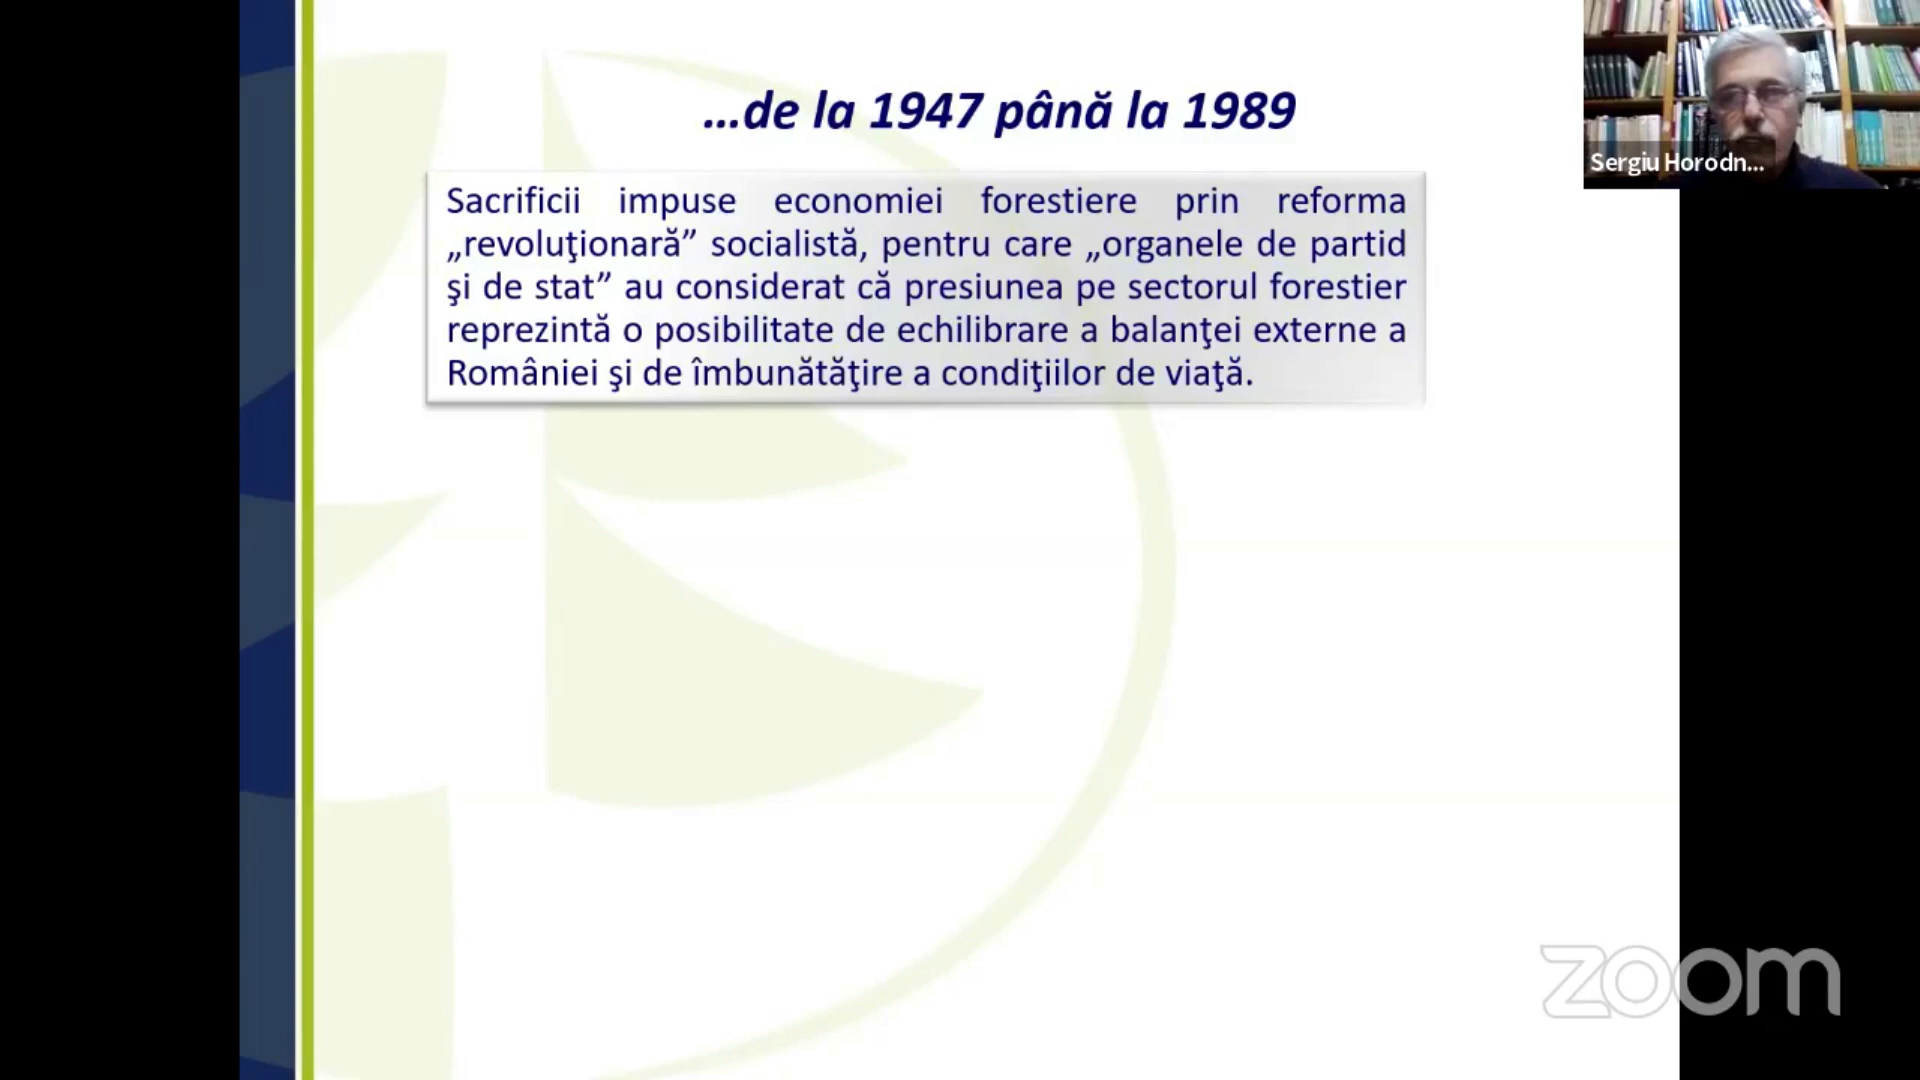 ...de la 1947 până la 1989
Sergiu Horodn...
Sacrificii impuse economiei forestiere prin reforma
„revoluţionară” socialistă, pentru care „organele de partid
şi de stat” au considerat că presiunea pe sectorul forestier
reprezintă o posibilitate de echilibrare a balanţei externe a
României şi de îmbunătăţire a condiţiilor de viaţă.
zoom